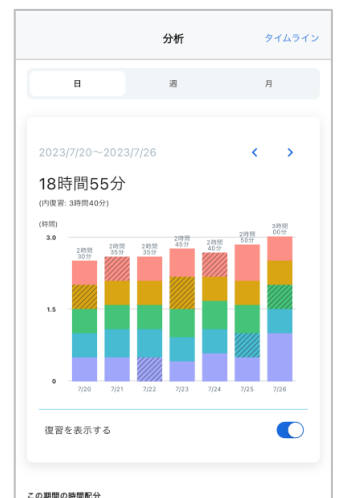 分析
タイムライン
日 週 月
2023/7/20〜2023/7/26
18時間55分
(内復習: 3時間40分)
(時間)
3.0
1.5
0
2時間
30分
2時間
35分
2時間
35分
2時間
45分
2時間
40分
2時間
50分
3時間
00分
7/20 7/21 7/22 7/23 7/24 7/25 7/26
復習を表示する
この期間の時間配分